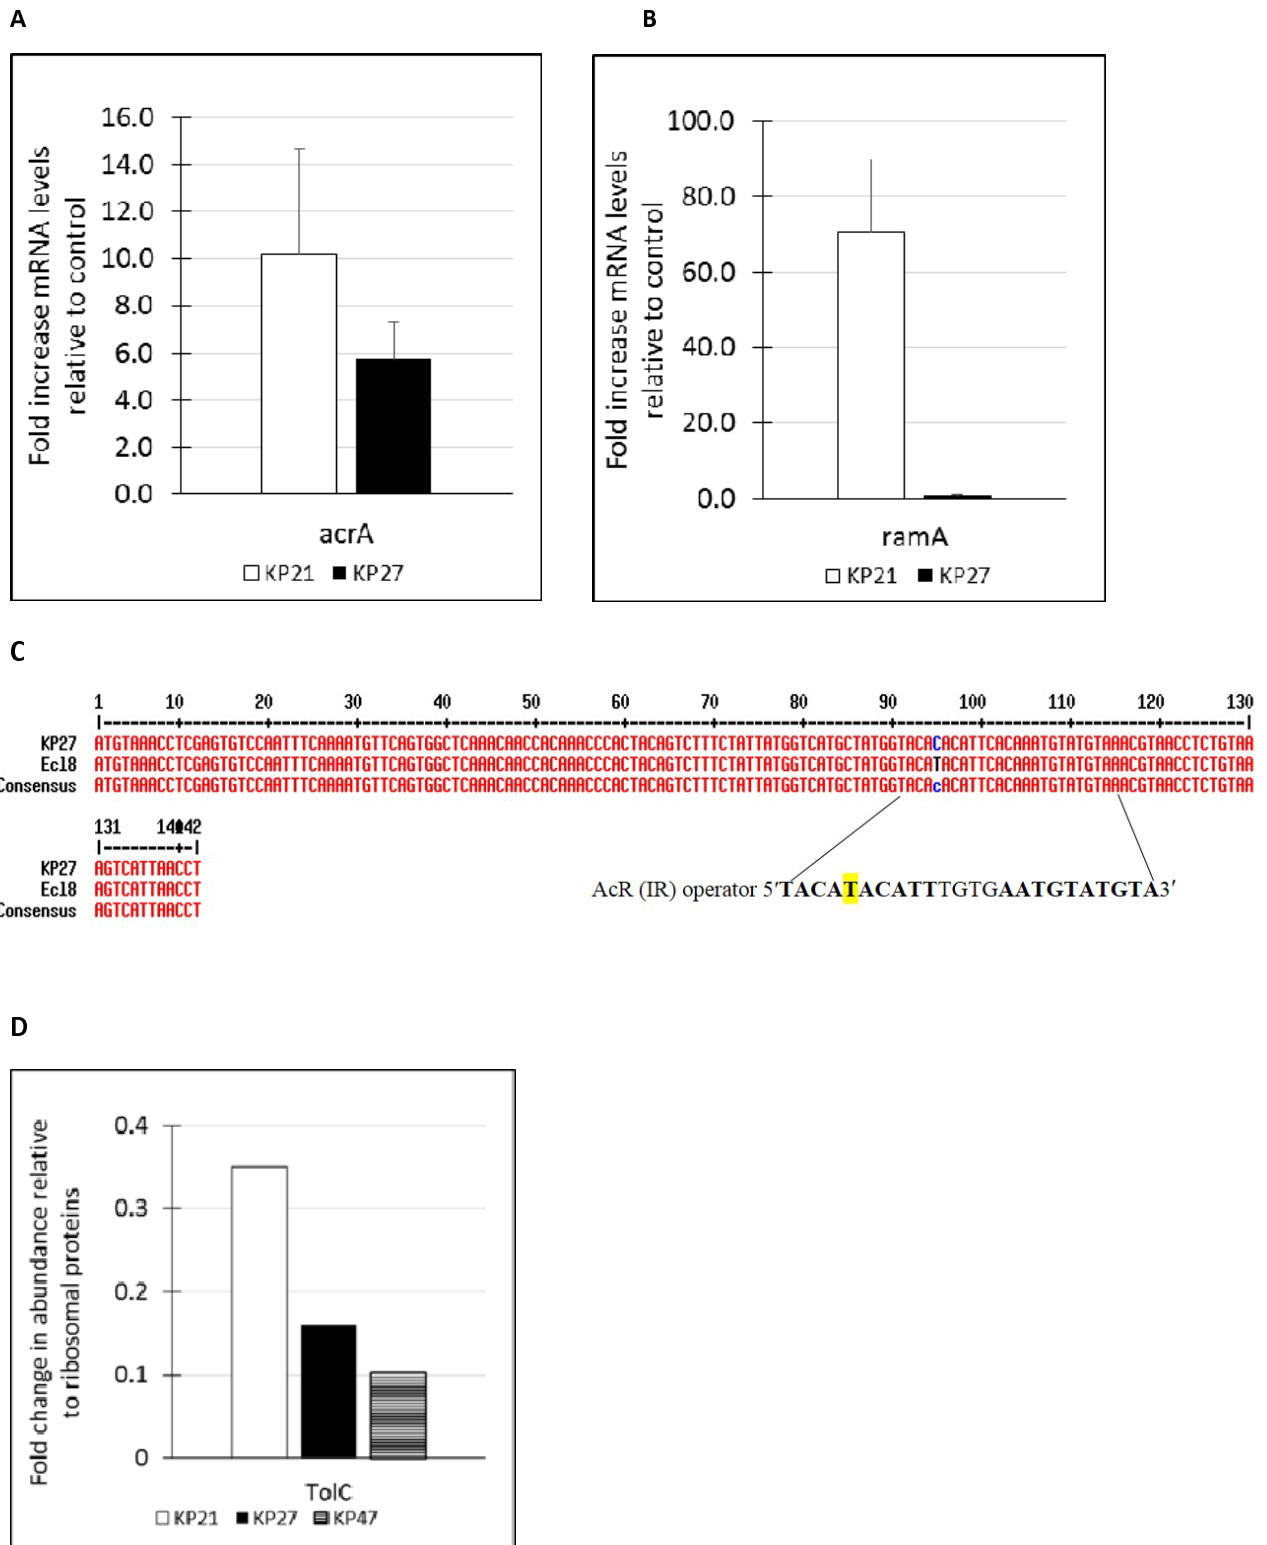 A
B
16.0
14.0
12.0
10.0
8.0
6.0
4.0
2.0
0.0
Fold increase mRNA levels
relative to control
acrA
KP21 KP27
100.0
80.0
60.0
40.0
20.0
0.0
Fold increase mRNA levels
relative to control
ramA
KP21 KP27
C
1 10 20 30 40 50 60 70 80 90 100 110 120 130
KP27 ATGTAAACCTCGAGTGTCCAATTTCAAAATGTTCAGTGGCTCAAACAACCACAAACCCACTACAGTCTTTCTATTATGGTCATGCTATGGTACACACATTCACAAATGTATGTAAACGTAACCTCTGTAA
Ecl8 ATGTAAACCTCGAGTGTCCAATTTCAAAATGTTCAGTGGCTCAAACAACCACAAACCCACTACAGTCTTTCTATTATGGTCATGCTATGGTACATACATTCACAAATGTATGTAAACGTAACCTCTGTAA
Consensus ATGTAAACCTCGAGTGTCCAATTTCAAAATGTTCAGTGGCTCAAACAACCACAAACCCACTACAGTCTTTCTATTATGGTCATGCTATGGTACAcACATTCACAAATGTATGTAAACGTAACCTCTGTAA
131 142
KP27 AGTCATTAACCT
Ecl8 AGTCATTAACCT
Consensus AGTCATTAACCT
AcR (IR) operator 5′TACATACATTTGTGAATGTATGTA3′
D
0.4
0.3
0.2
0.1
0
Fold change in abundance relative
to ribosomal proteins
TolC
KP21 KP27 KP47